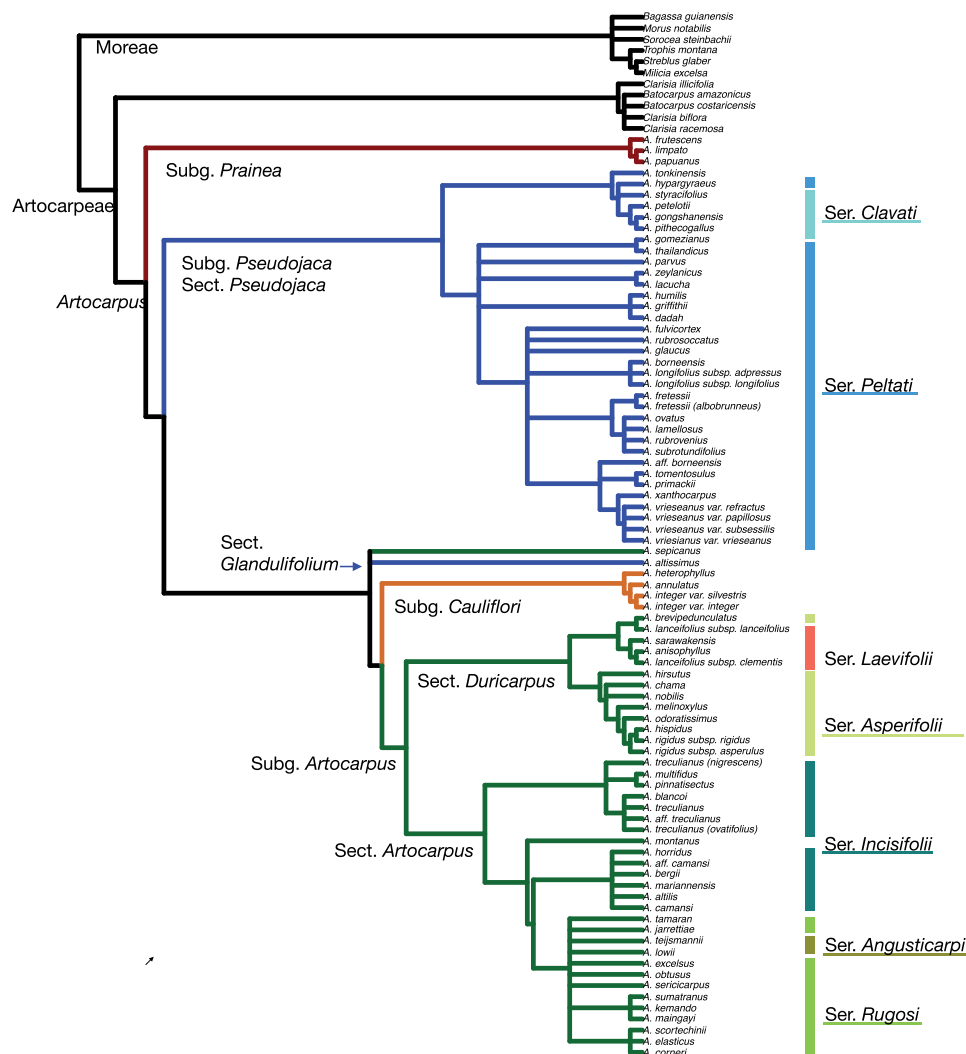 Bagassa guianensis
Morus notabilis
Sorocea steinbachii
Moreae
Trophis montana
Streblus glaber
Milicia excelsa
Clarisia illicifolia
Batocarpus amazonicus
Batocarpus costaricensis
Clarisia biflora
Clarisia racemosa
A. frutescens
A. limpato
A. papuanus
Subg. Prainea
A. tonkinensis
A. hypargyraeus
A. styracifolius
Artocarpeae
A. petelotii
Ser. Clavati
A. gongshanensis
A. pithecogallus
A. gomezianus
A. thailandicus
A. parvus
Subg. Pseudojaca
A. zeylanicus
Sect. Pseudojaca
A. lacucha
A. humilis
Artocarpus
A. griffithii
A. dadah
A. fulvicortex
A. rubrosoccatus
A. glaucus
A. borneensis
A. longifolius subsp. adpressus
A. longifolius subsp. longifolius
Ser. Peltati
A. fretessii
A. fretessii (albobrunneus)
A. ovatus
A. lamellosus
A. rubrovenius
A. subrotundifolius
A. aff. borneensis
A. tomentosulus
A. primackii
A. xanthocarpus
A. vrieseanus var. refractus
A. vrieseanus var. papillosus
A. vrieseanus var. subsessilis
A. vriesianus var. vrieseanus
Sect.
Glandulifolium
A. sepicanus
A. altissimus
A. heterophyllus
A. annulatus
A. integer var. silvestris
A. integer var. integer
Subg. Cauliflori
A. brevipedunculatus
A. lanceifolius subsp. lanceifolius
A. sarawakensis
A. anisophyllus
Ser. Laevifolii
A. lanceifolius subsp. clementis
A. hirsutus
Sect. Duricarpus
A. chama
A. nobilis
A. melinoxylus
A. odoratissimus
Ser. Asperifolii
A. hispidus
A. rigidus subsp. rigidus
A. rigidus subsp. asperulus
Subg. Artocarpus
A. treculianus (nigrescens)
A. multifidus
A. pinnatisectus
A. blancoi
A. treculianus
A. aff. treculianus
A. treculianus (ovatifolius)
A. montanus
Ser. Incisifolii
Sect. Artocarpus
A. horridus
A. aff. camansi
A. bergii
A. mariannensis
A. altilis
A. camansi
A. tamaran
A. jarrettiae
A. teijsmannii
Ser. Angusticarpi
A. lowii
A. excelsus
A. obtusus
A. sericicarpus
A. sumatranus
A. kemando
Ser. Rugosi
A. maingayi
A. scortechinii
A. elasticus
A. corneri